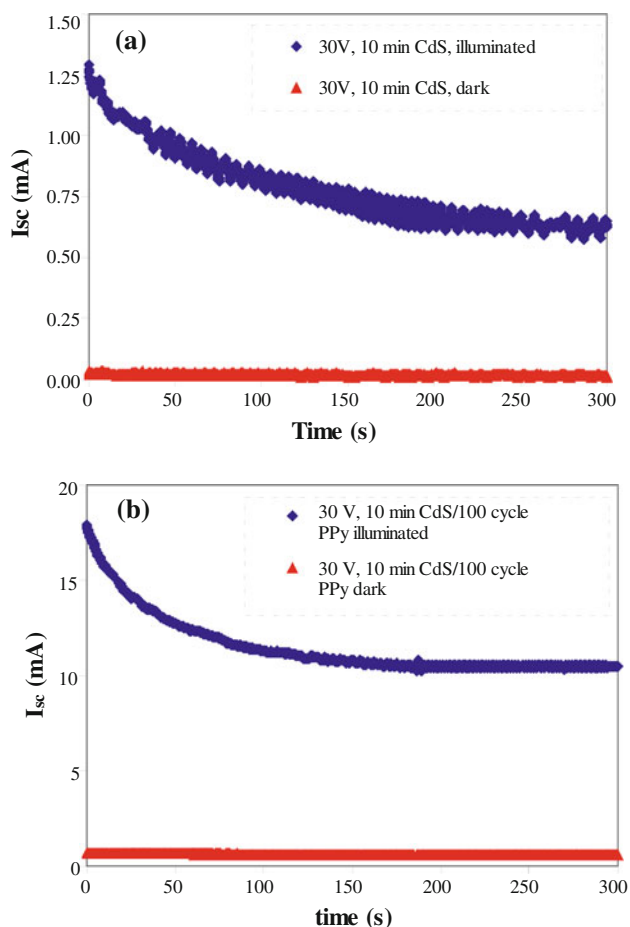 (a)
30V, 10 min CdS, illuminated
30V, 10 min CdS, dark
1.50
1.25
1.00
0.75
0.50
0.25
0.00
Isc (mA)
0 50 100 150 200 250 300
Time (s)
(b)
30 V, 10 min CdS/100 cycle
PPy illuminated
30 V, 10 min CdS/100 cycle
PPy dark
20
15
10
5
0
Isc (mA)
0 50 100 150 200 250 300
time (s)